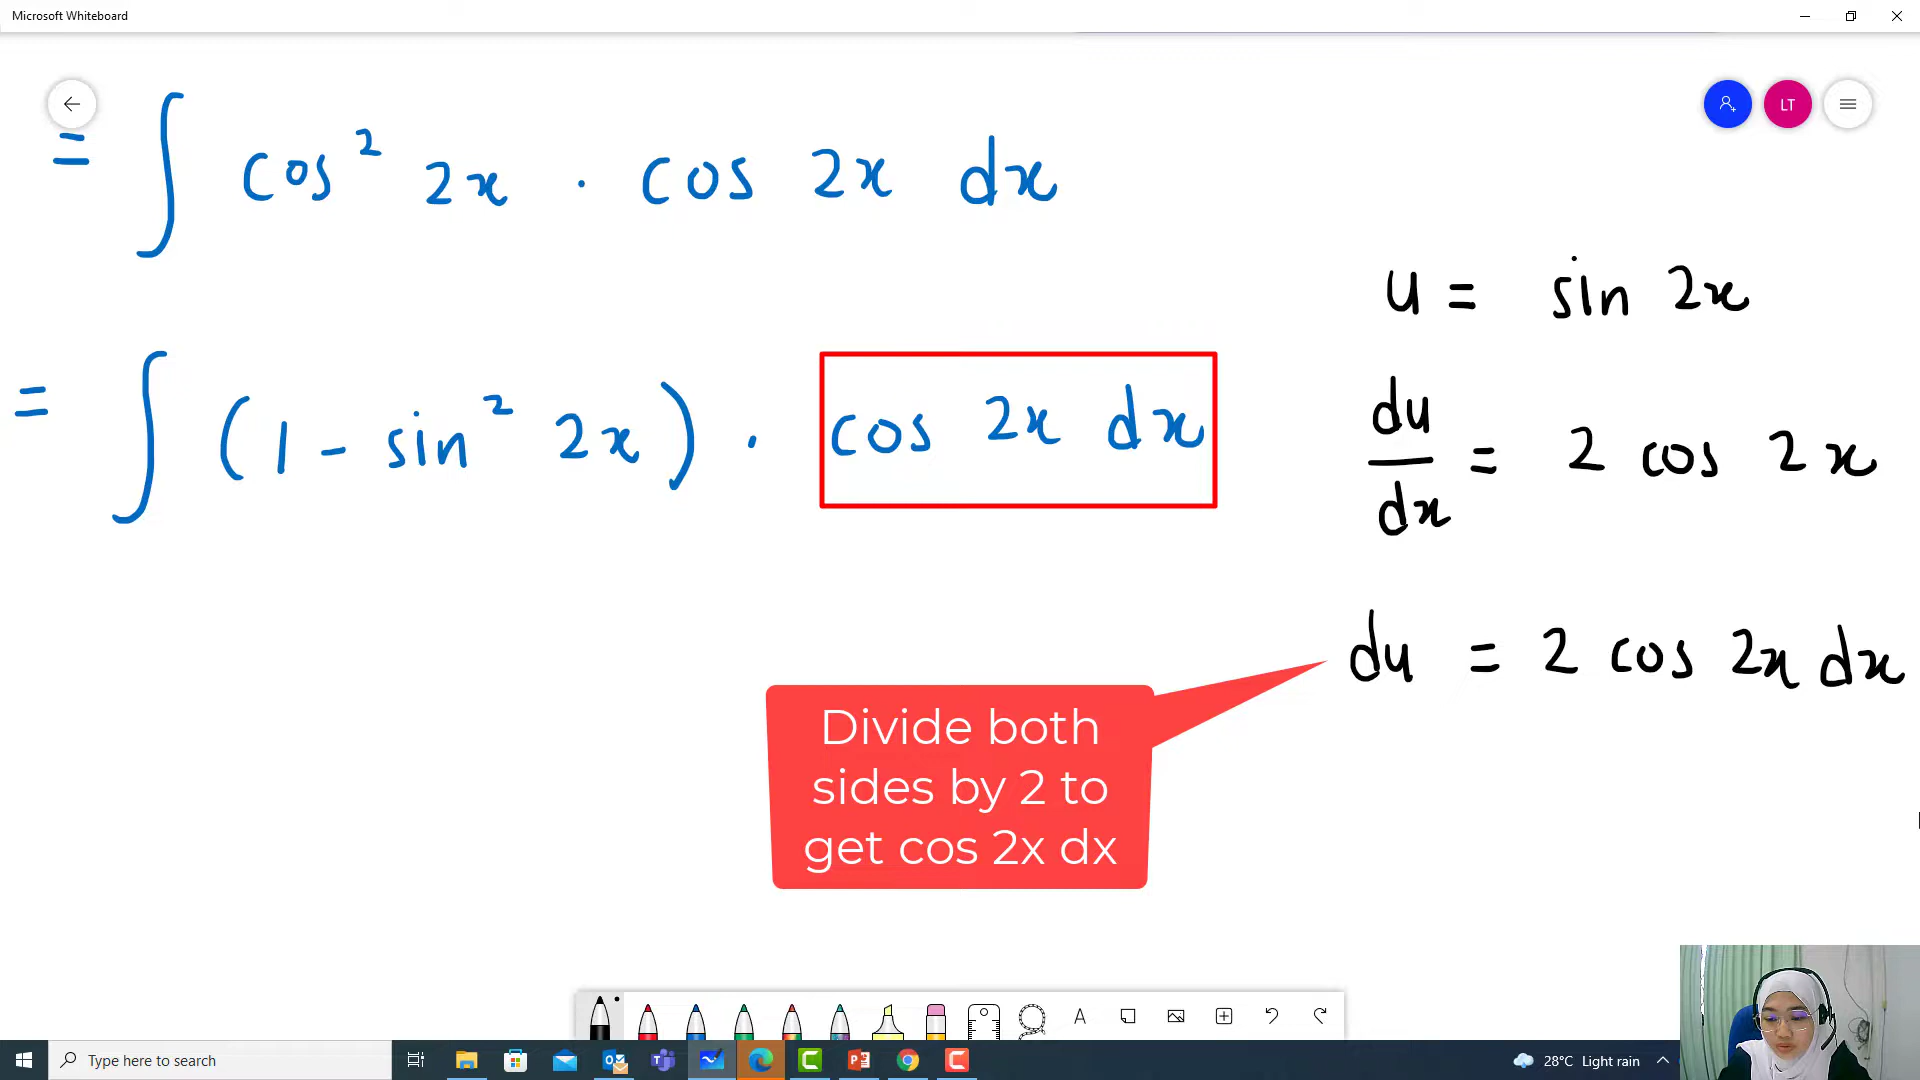 Microsoft Whiteboard
= ∫ cos² 2x · cos 2x dx
LT
u = sin 2x
= ∫ (1 - sin² 2x) · cos 2x dx
du/dx = 2 cos 2x
du = 2 cos 2x dx
Divide both
sides by 2 to
get cos 2x dx
A
Type here to search
28°C Light rain